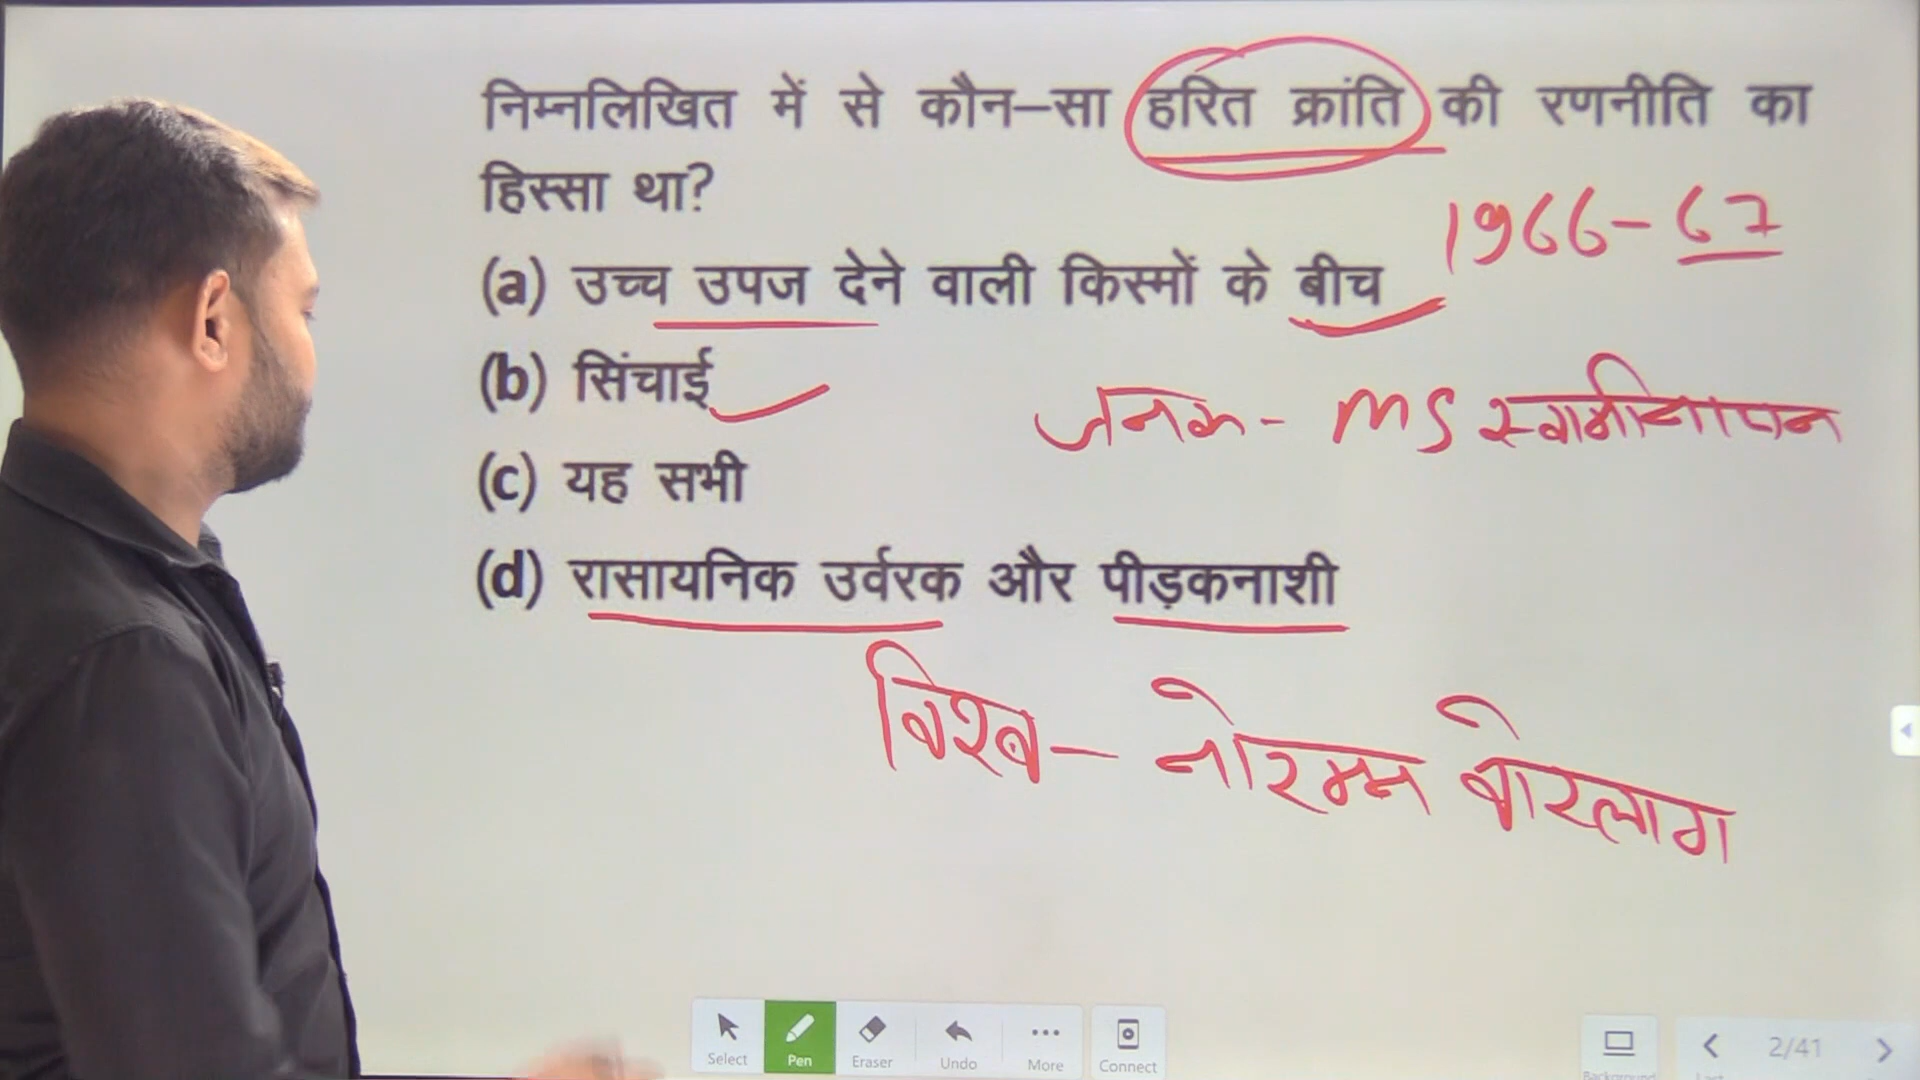 निम्नलिखित में से कौन–सा हरित क्रांति की रणनीति का
हिस्सा था?
1966-67
(a) उच्च उपज देने वाली किस्मों के बीच
(b) सिंचाई
जनक - MS स्वामीनाथन
(c) यह सभी
(d) रासायनिक उर्वरक और पीड़कनाशी
विश्व - नोरमन बोरलाग
Select
Pen
Eraser
Undo
More
Connect
Background
2/41